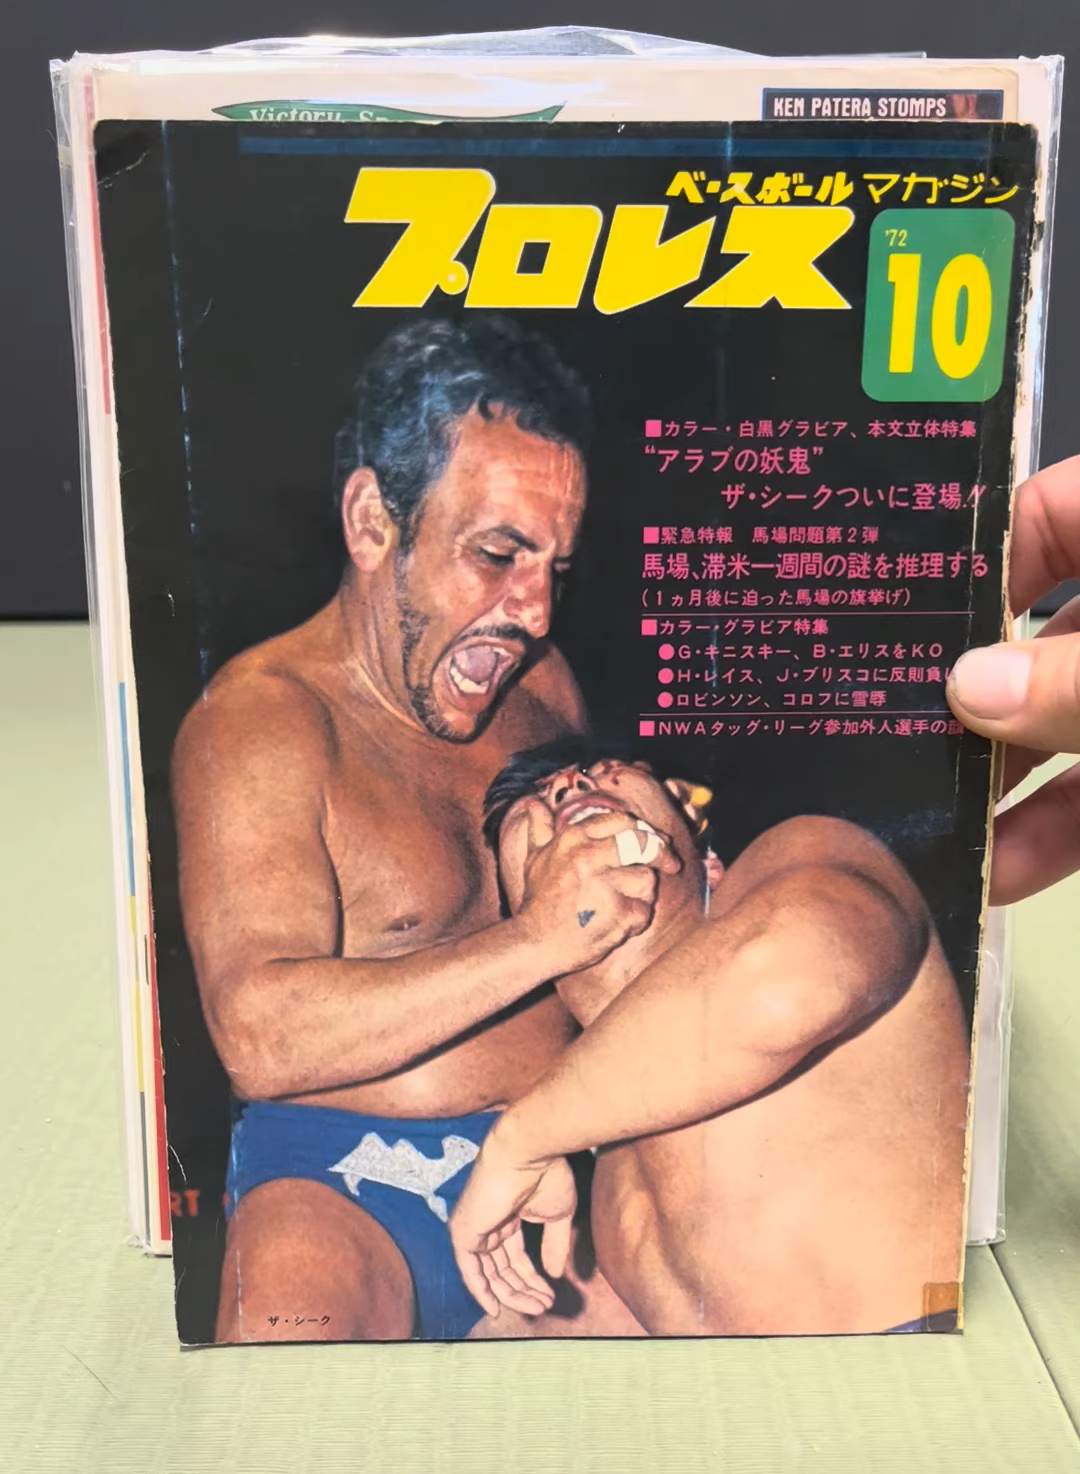 Victory Sp
KEN PATERA STOMPS
ベースボールマガジン
プロレス
'72
10
■カラー・白黒グラビア、本文立体特集
“アラブの妖鬼”
ザ・シークついに登場!!
■緊急特報 馬場問題第2弾
馬場、滞米一週間の謎を推理する
(1ヵ月後に迫った馬場の旗挙げ)
■カラー・グラビア特集
●G・キニスキー、B・エリスをKO
●H・レイス、J・ブリスコに反則負
●ロビンソン、コロフに雪辱
■NWAタッグ・リーグ参加外人選手の
RT
ザ・シーク